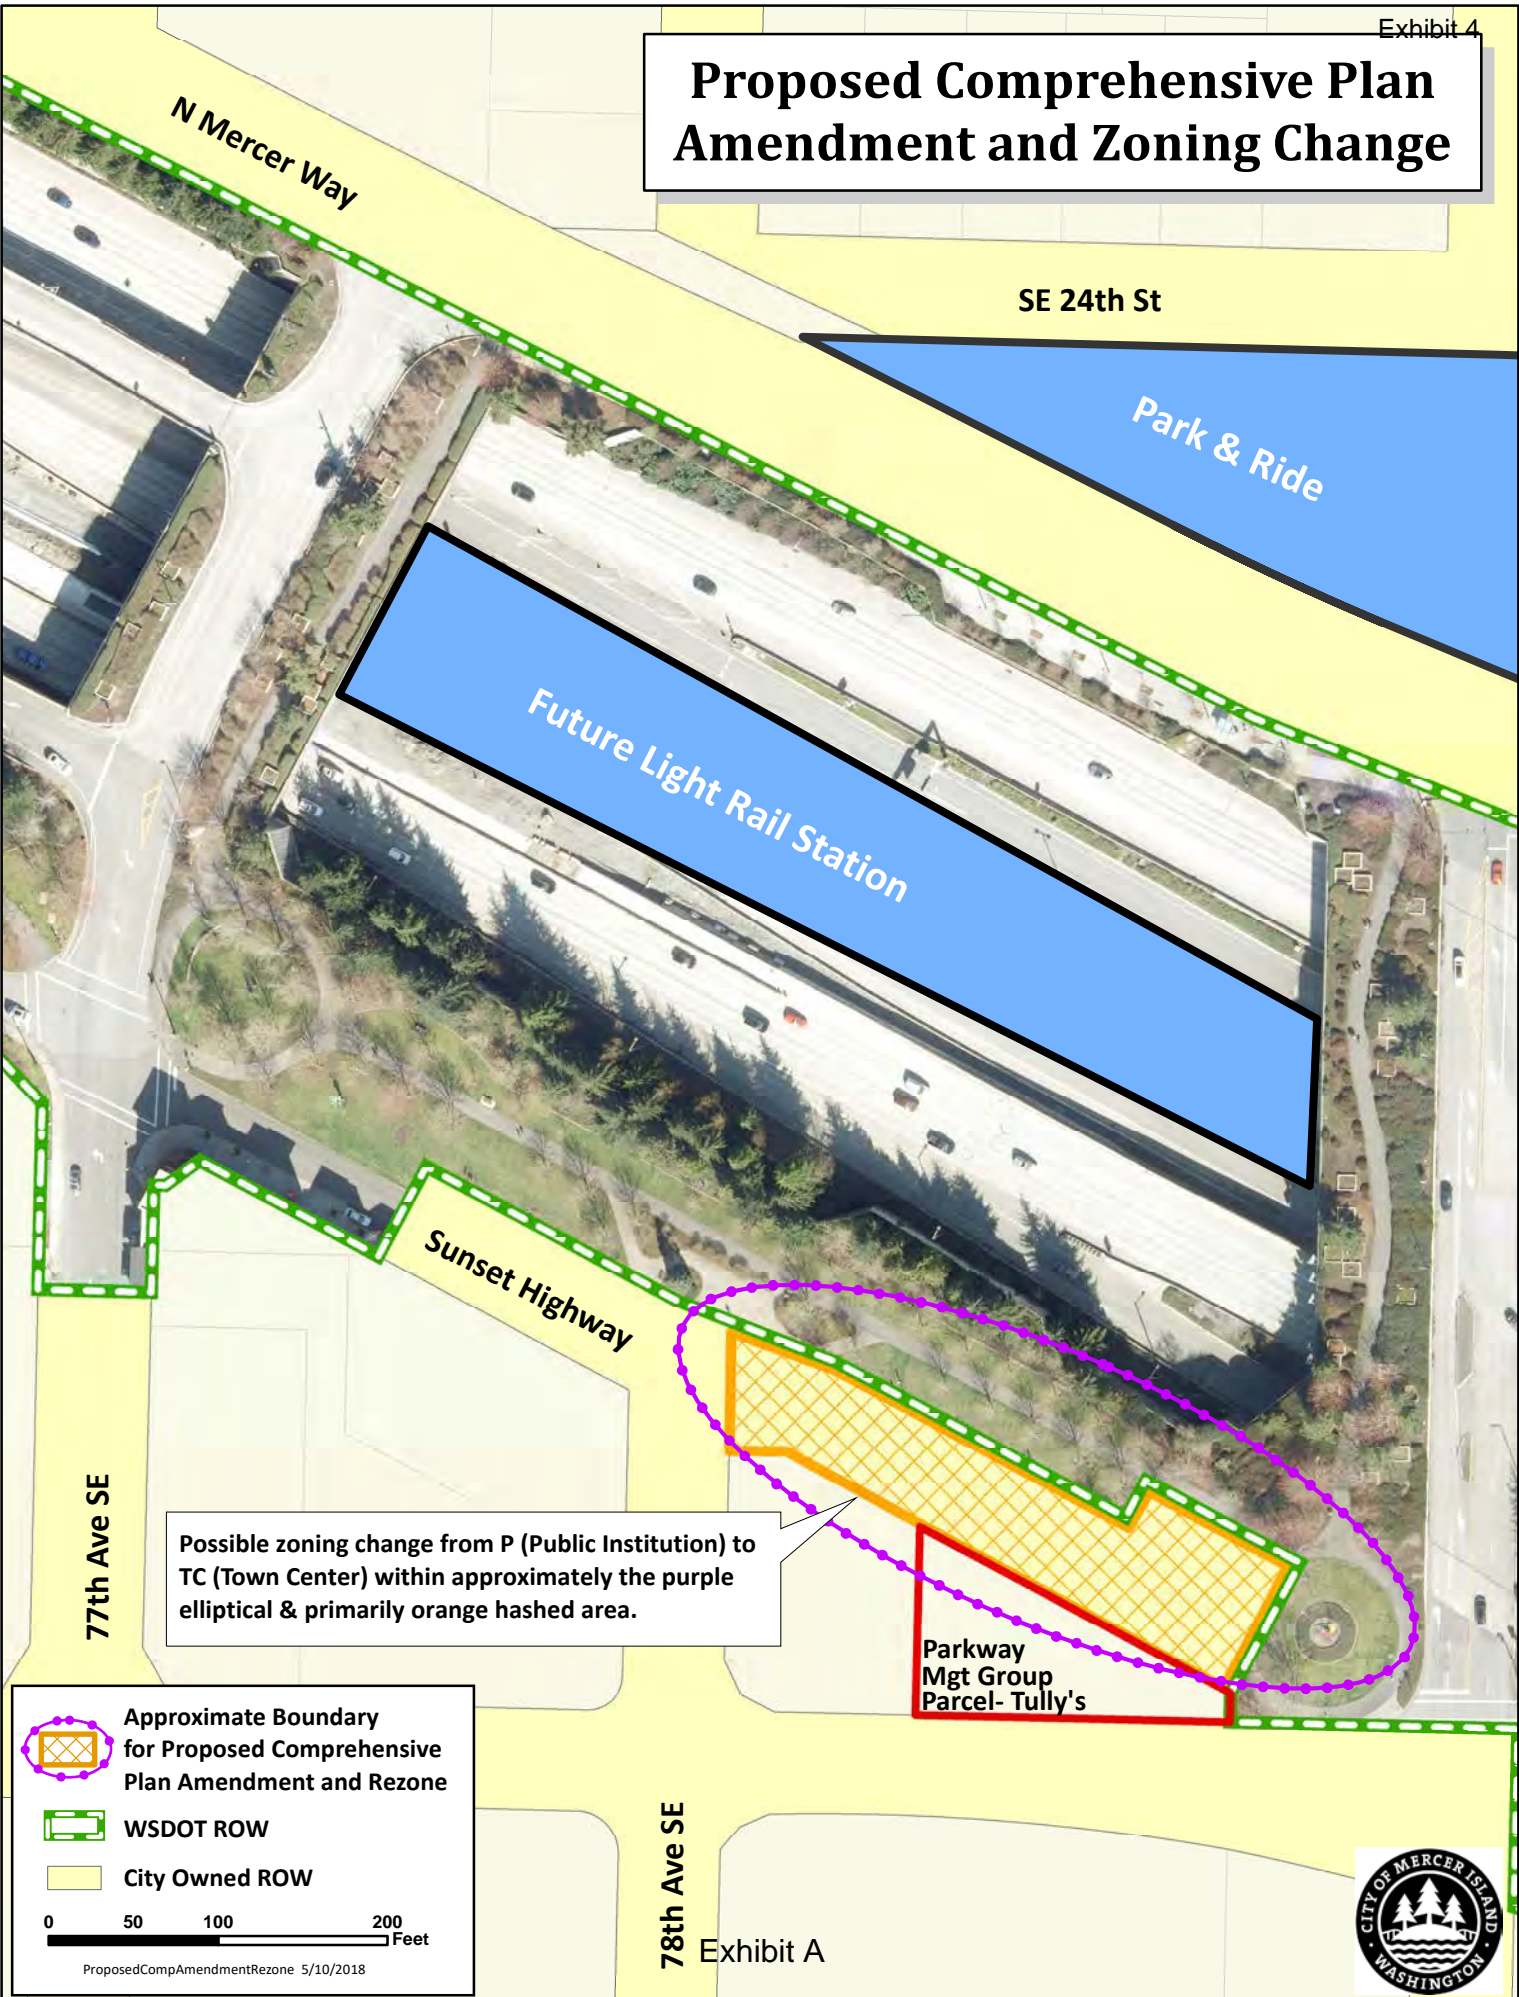 Exhibit 4
Proposed Comprehensive Plan
Amendment and Zoning Change
N Mercer Way
SE 24th St
Park & Ride
Future Light Rail Station
Sunset Highway
77th Ave SE
Possible zoning change from P (Public Institution) to
TC (Town Center) within approximately the purple
elliptical & primarily orange hashed area.
Parkway
Mgt Group
Parcel- Tully's
Approximate Boundary
for Proposed Comprehensive
Plan Amendment and Rezone
WSDOT ROW
City Owned ROW
0 50 100 200
Feet
ProposedCompAmendmentRezone 5/10/2018
78th Ave SE
Exhibit A
CITY OF MERCER ISLAND
WASHINGTON